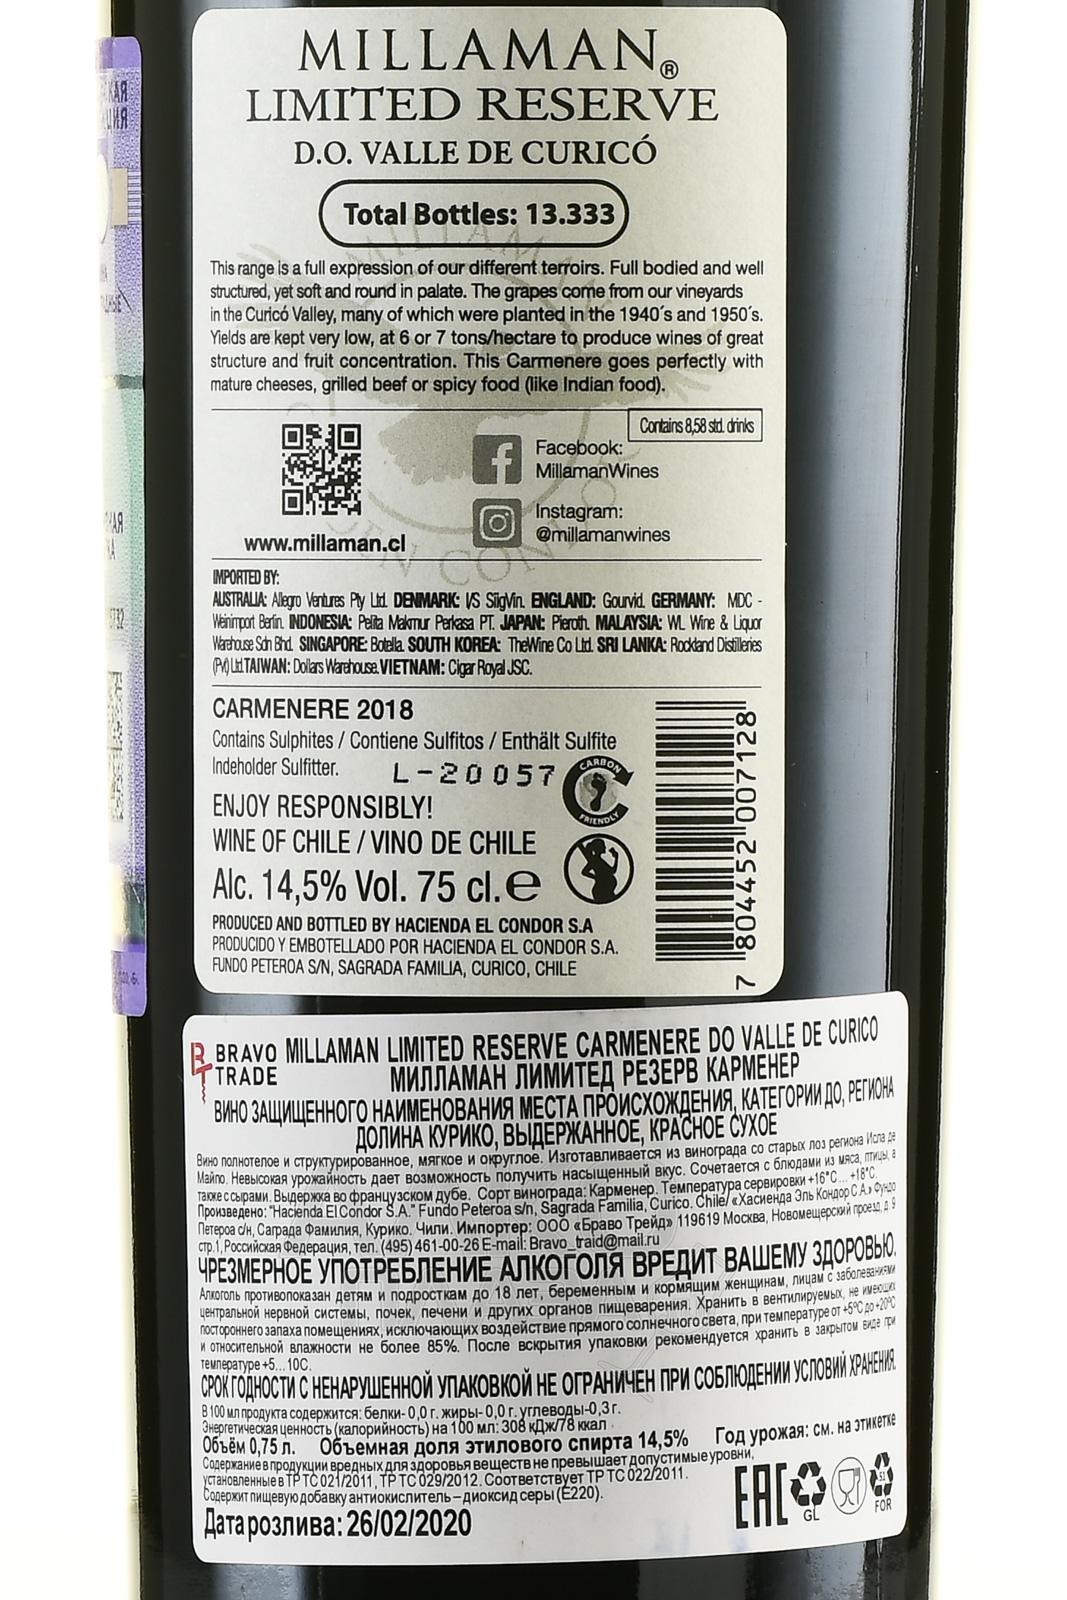 MILLAMAN®
LIMITED RESERVE
D.O. VALLE DE CURICÓ
Total Bottles: 13.333
This range is a full expression of our different terroirs. Full bodied and well
structured, yet soft and round in palate. The grapes come from our vineyards
in the Curicó Valley, many of which were planted in the 1940´s and 1950´s.
Yields are kept very low, at 6 or 7 tons/hectare to produce wines of great
structure and fruit concentration. This Carmenere goes perfectly with
mature cheeses, grilled beef or spicy food (like Indian food).
Contains 8,58 std. drinks
Facebook:
MillamanWines
Instagram:
@millamanwines
www.millaman.cl
IMPORTED BY:
AUSTRALIA: Allegro Ventures Pty Ltd. DENMARK: I/S SiigVin. ENGLAND: Gourvid. GERMANY: MDC -
Weinimport Berlin. INDONESIA: Pelita Makmur Perkasa PT. JAPAN: Pieroth. MALAYSIA: WL Wine & Liquor
Warehouse Sdn Bhd. SINGAPORE: Botella. SOUTH KOREA: TheWine Co Ltd. SRI LANKA: Rockland Distilleries
(Pvt) Ltd TAIWAN: Dollars Warehouse. VIETNAM: Cigar Royal JSC.
CARMENERE 2018
Contains Sulphites / Contiene Sulfitos / Enthält Sulfite
Indeholder Sulfitter.
L-20057
CARBON
FRIENDLY
ENJOY RESPONSIBLY!
WINE OF CHILE / VINO DE CHILE
Alc. 14,5% Vol. 75 cl. e
PRODUCED AND BOTTLED BY HACIENDA EL CONDOR S.A
PRODUCIDO Y EMBOTELLADO POR HACIENDA EL CONDOR S.A.
FUNDO PETEROA S/N, SAGRADA FAMILIA, CURICO, CHILE
7 804452 007128
BRAVO
TRADE
MILLAMAN LIMITED RESERVE CARMENERE DO VALLE DE CURICO
МИЛЛАМАН ЛИМИТЕД РЕЗЕРВ КАРМЕНЕР
ВИНО ЗАЩИЩЕННОГО НАИМЕНОВАНИЯ МЕСТА ПРОИСХОЖДЕНИЯ, КАТЕГОРИИ ДО, РЕГИОНА
ДОЛИНА КУРИКО, ВЫДЕРЖАННОЕ, КРАСНОЕ СУХОЕ
Вино полнотелое и структурированное, мягкое и округлое. Изготавливается из винограда со старых лоз региона Исла де
Майпо. Невысокая урожайность дает возможность получить насыщенный вкус. Сочетается с блюдами из мяса, птицы, а
также с сырами. Выдержка во французском дубе. Сорт винограда: Карменер. Температура сервировки +16°C... +18°C.
Произведено: "Hacienda El Condor S.A." Fundo Peteroa s/n, Sagrada Familia, Curico. Chile/ «Хасиенда Эль Кондор С.А.» Фундо
Петероа с/н, Саграда Фамилия, Курико. Чили. Импортер: ООО «Браво Трейд» 119619 Москва, Новомещерский проезд, д. 9
стр.1, Российская Федерация, тел. (495) 461-00-26 E-mail: Bravo_traid@mail.ru
ЧРЕЗМЕРНОЕ УПОТРЕБЛЕНИЕ АЛКОГОЛЯ ВРЕДИТ ВАШЕМУ ЗДОРОВЬЮ.
Алкоголь противопоказан детям и подросткам до 18 лет, беременным и кормящим женщинам, лицам с заболеваниями
центральной нервной системы, почек, печени и других органов пищеварения. Хранить в вентилируемых, не имеющих
постороннего запаха помещениях, исключающих воздействие прямого солнечного света, при температуре от +5°C до +20°C
и относительной влажности не более 85%. После вскрытия упаковки рекомендуется хранить в закрытом виде при
температуре +5...10С.
СРОК ГОДНОСТИ С НЕНАРУШЕННОЙ УПАКОВКОЙ НЕ ОГРАНИЧЕН ПРИ СОБЛЮДЕНИИ УСЛОВИЙ ХРАНЕНИЯ.
В 100 мл продукта содержится: белки- 0,0 г. жиры- 0,0 г. углеводы-0,3 г.
Энергетическая ценность (калорийность) на 100 мл: 308 кДж/78 ккал
Объём 0,75 л. Объемная доля этилового спирта 14,5% Год урожая: см. на этикетке
Содержание в продукции вредных для здоровья веществ не превышает допустимые уровни,
установленные в ТР ТС 021/2011, ТР ТС 029/2012. Соответствует ТР ТС 022/2011.
Содержит пищевую добавку антиокислитель – диоксид серы (Е220).
Дата розлива: 26/02/2020
EAC
GL
51
FOR